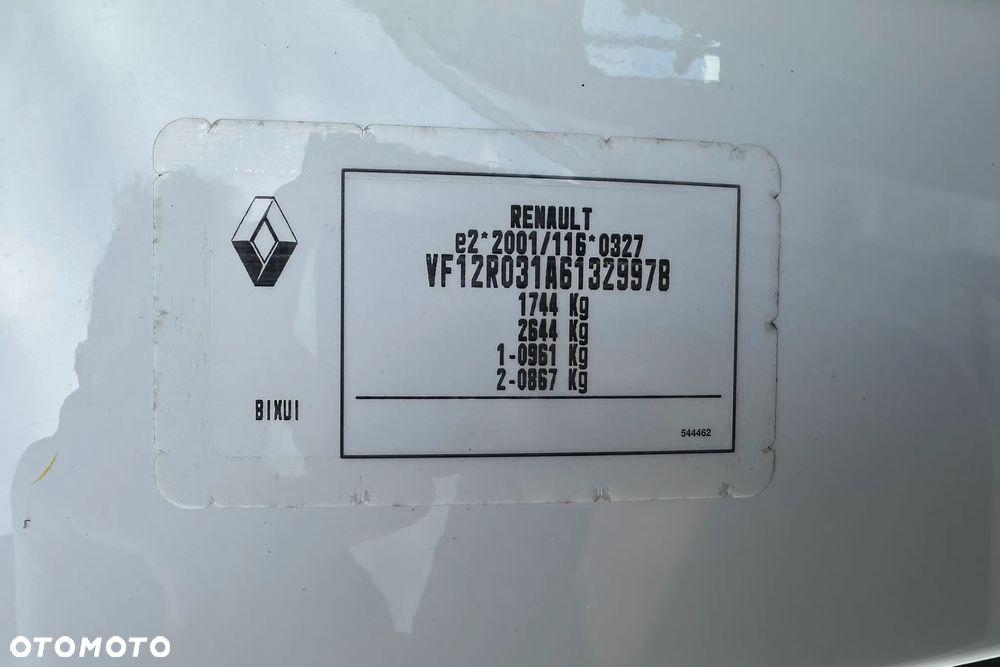 RENAULT
e2*2001/116*0327
VF12R031A61329978
1744 Kg
2644 Kg
1-0961 Kg
2-0867 Kg
BIXUI
544462
OTOMOTO